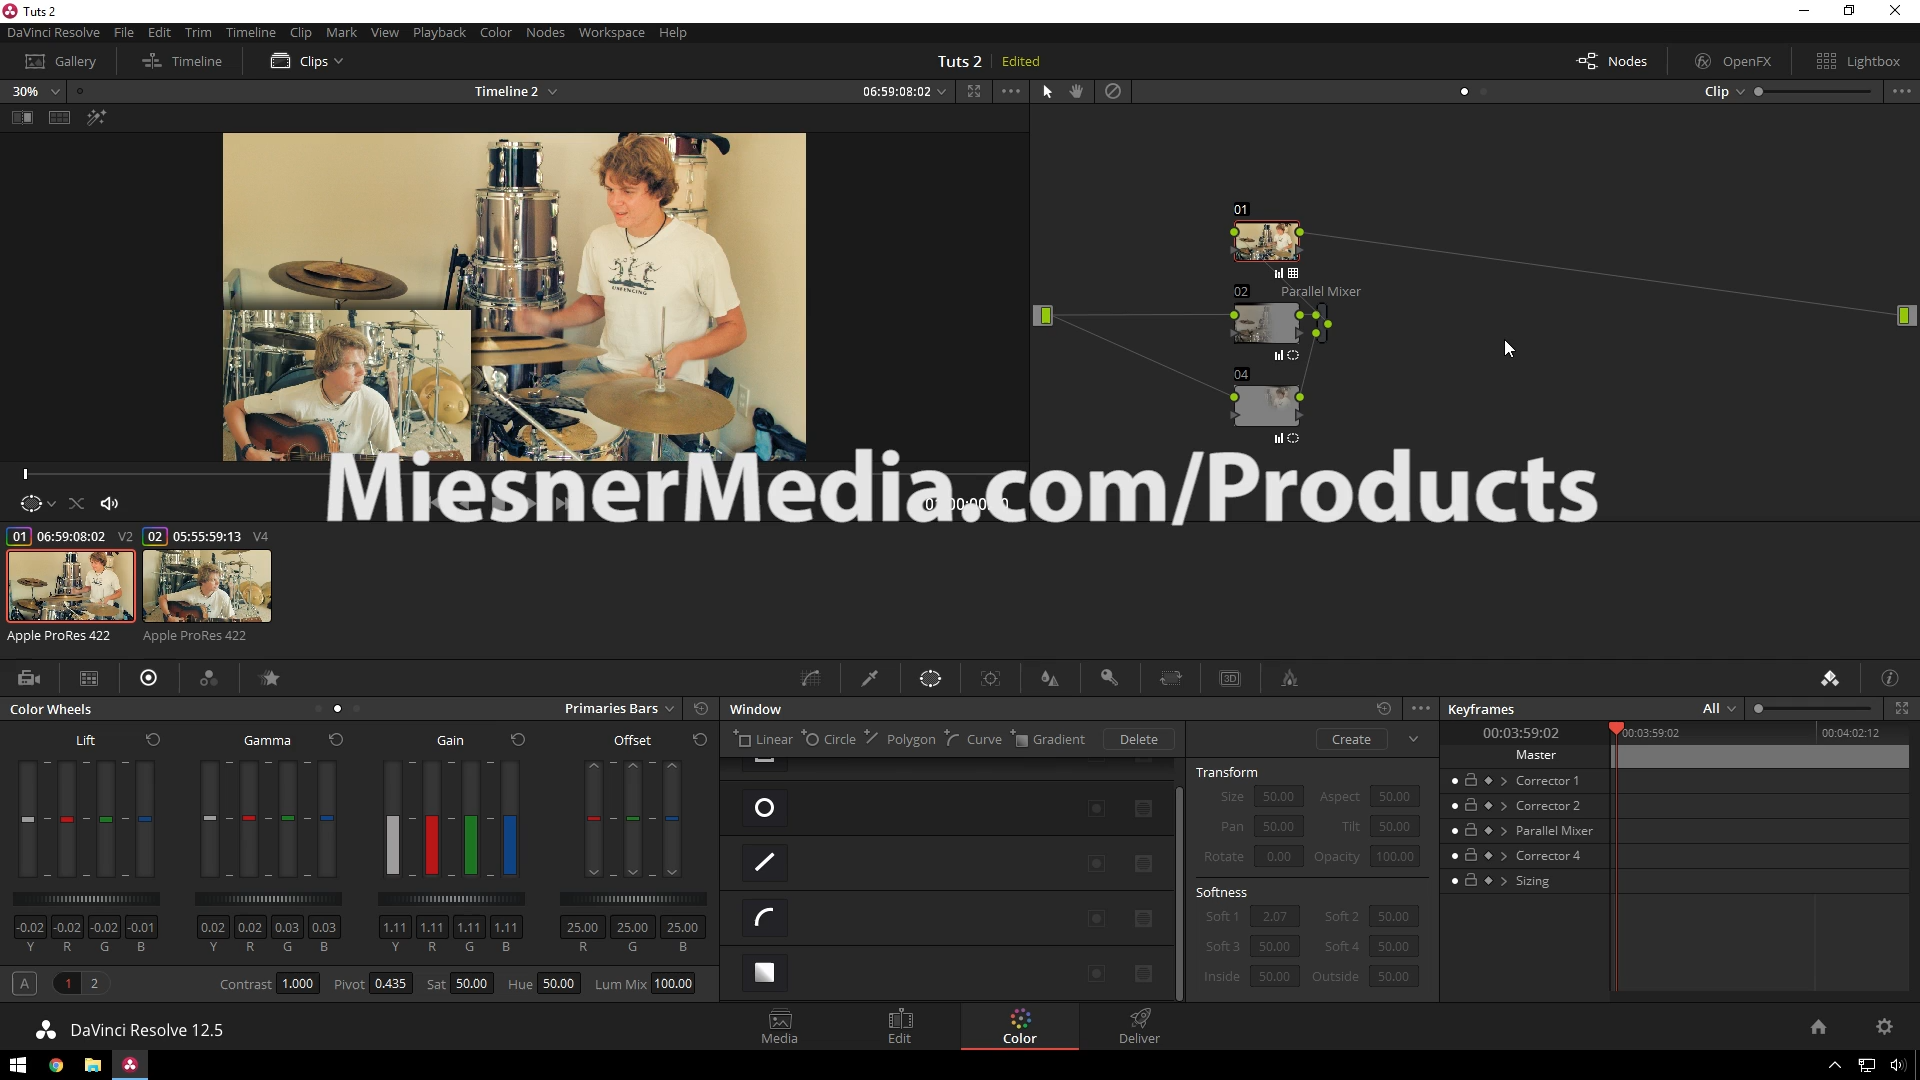 Tuts 2
DaVinci Resolve File Edit Trim Timeline Clip Mark View Playback Color Nodes Workspace Help
Gallery Timeline Clips Tuts 2 Edited Nodes OpenFX Lightbox
30% Timeline 2 06:59:08:02 Clip
01
02 Parallel Mixer
04
MiesnerMedia.com/Products
01 06:59:08:02 V2 02 05:55:59:13 V4
Apple ProRes 422 Apple ProRes 422
3D
Color Wheels Primaries Bars Window Keyframes All
Lift Gamma Gain Offset
Linear Circle Polygon Curve Gradient Delete Create
00:03:59:02 00:03:59:02 00:04:02:12
Master
Transform
Size 50.00 Aspect 50.00
Pan 50.00 Tilt 50.00
Rotate 0.00 Opacity 100.00
Softness
Soft 1 2.07 Soft 2 50.00
Soft 3 50.00 Soft 4 50.00
Inside 50.00 Outside 50.00
Corrector 1
Corrector 2
Parallel Mixer
Corrector 4
Sizing
-0.02 -0.02 -0.02 -0.01 0.02 0.02 0.03 0.03 1.11 1.11 1.11 1.11 25.00 25.00 25.00
Y R G B Y R G B Y R G B R G B
A 1 2 Contrast 1.000 Pivot 0.435 Sat 50.00 Hue 50.00 Lum Mix 100.00
DaVinci Resolve 12.5
Media Edit Color Deliver